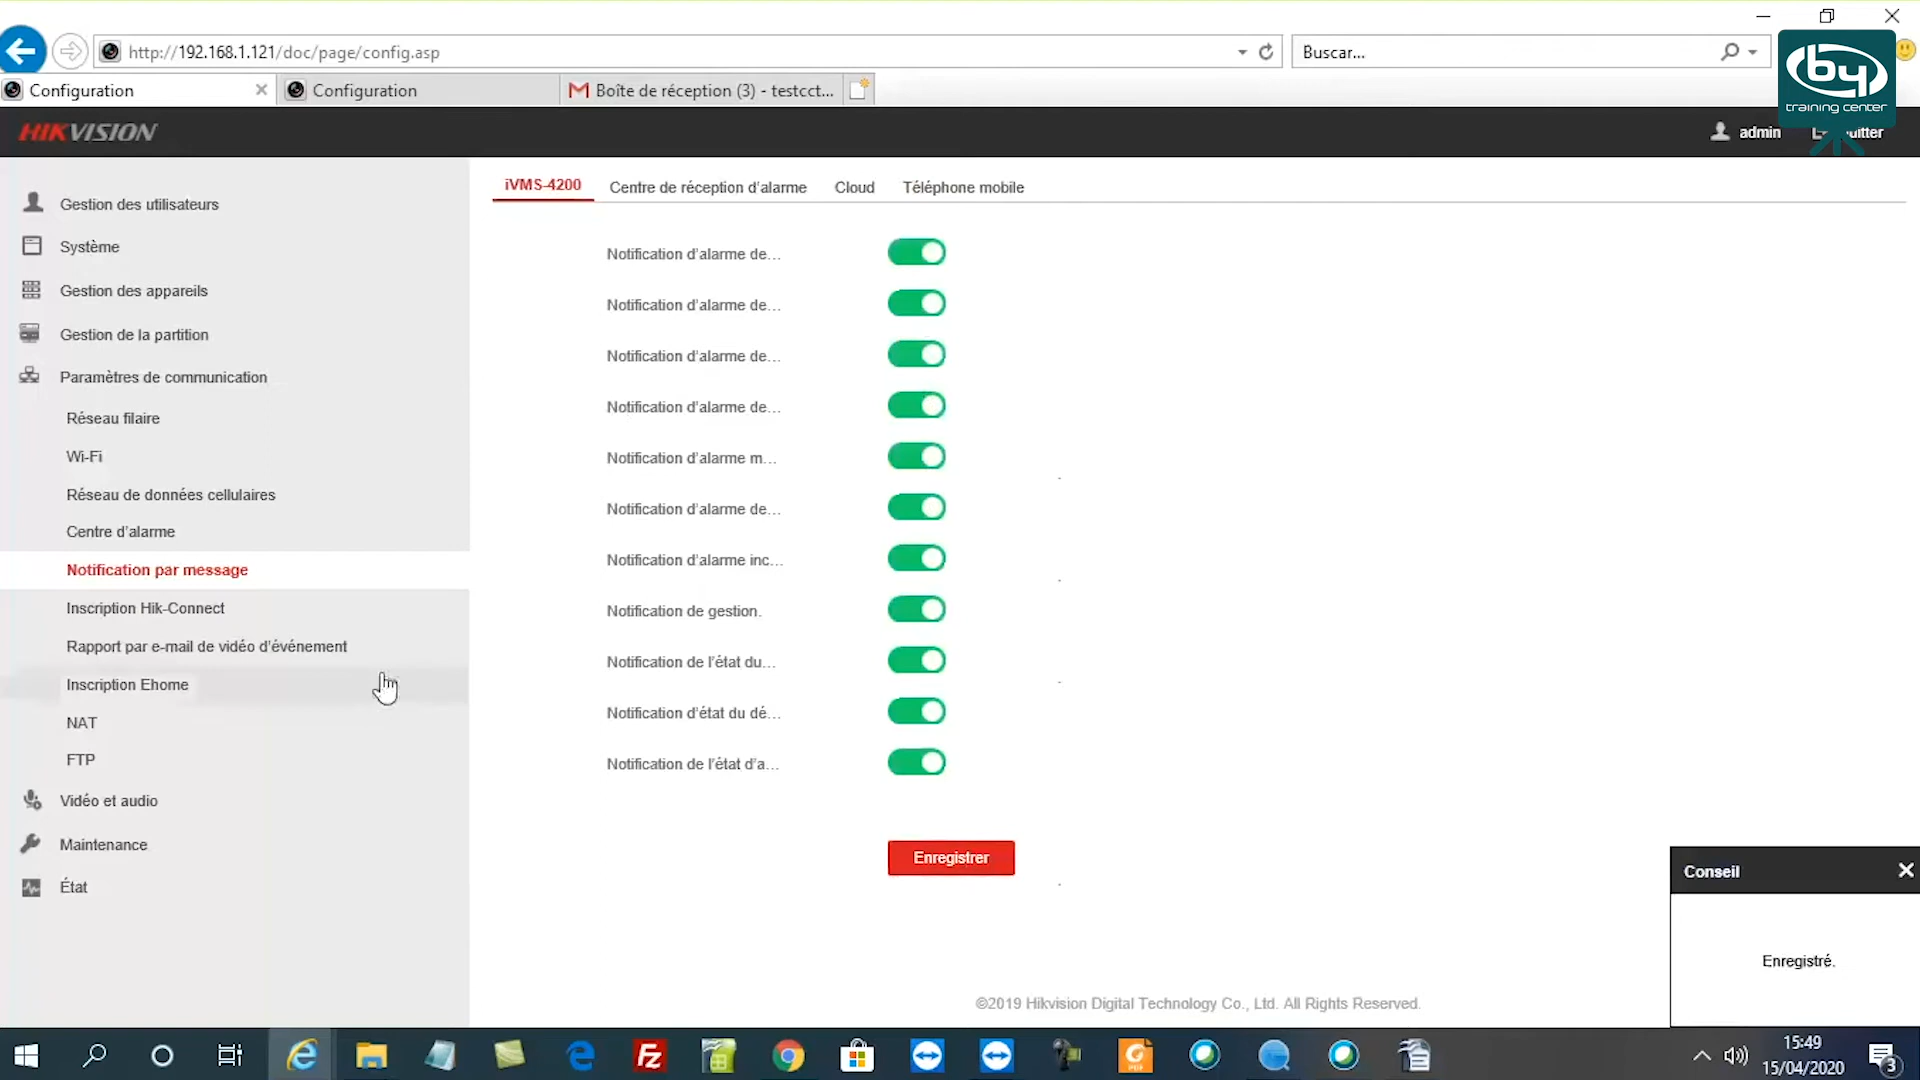 http://192.168.1.121/doc/page/config.asp
Buscar...
Configuration
Configuration
Boîte de réception (3) - testcct...
by
training center
HIKVISION
admin
Gestion des utilisateurs
Système
Gestion des appareils
Gestion de la partition
Paramètres de communication
Réseau filaire
Wi-Fi
Réseau de données cellulaires
Centre d'alarme
Notification par message
Inscription Hik-Connect
Rapport par e-mail de vidéo d'événement
Inscription Ehome
NAT
FTP
Vidéo et audio
Maintenance
État
iVMS-4200
Centre de réception d'alarme
Cloud
Téléphone mobile
Notification d'alarme de...
Notification d'alarme de...
Notification d'alarme de...
Notification d'alarme de...
Notification d'alarme m...
Notification d'alarme de...
Notification d'alarme inc...
Notification de gestion.
Notification de l'état du...
Notification d'état du dé...
Notification de l'état d'a...
Enregistrer
Conseil
Enregistré.
©2019 Hikvision Digital Technology Co., Ltd. All Rights Reserved.
15:49
15/04/2020
3